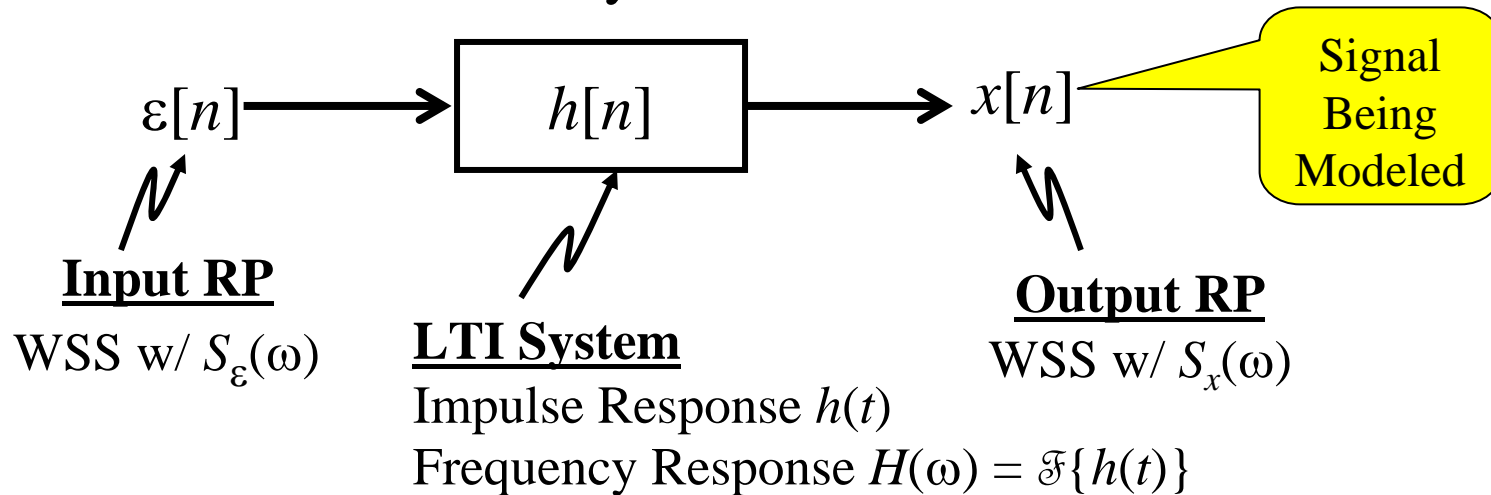 ε[n]
h[n]
x[n]
Signal
Being
Modeled
Input RP
WSS w/ Sε(ω)
LTI System
Impulse Response h(t)
Frequency Response H(ω) = ℱ{h(t)}
Output RP
WSS w/ Sx(ω)